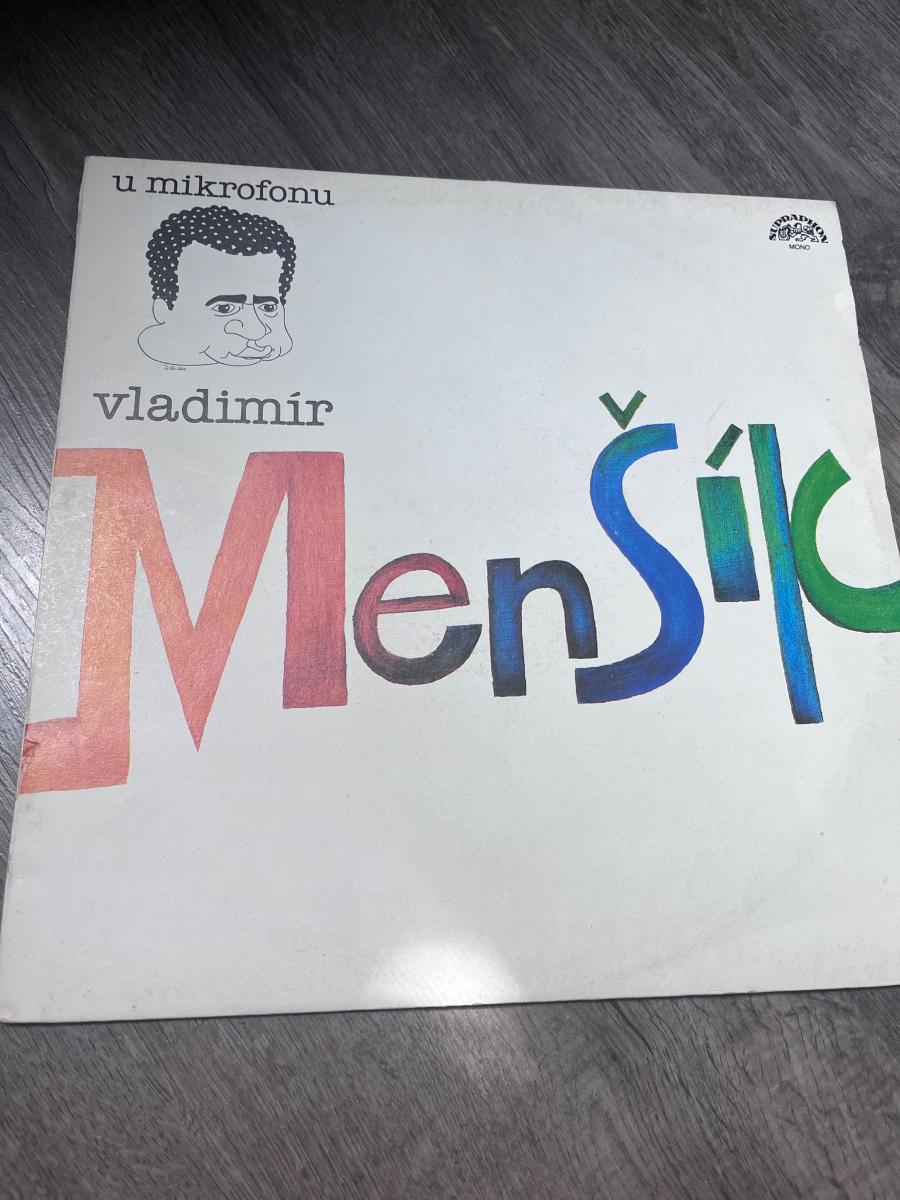 u mikrofonu
SUPRAPHON
MONO
vladimír
Menšík